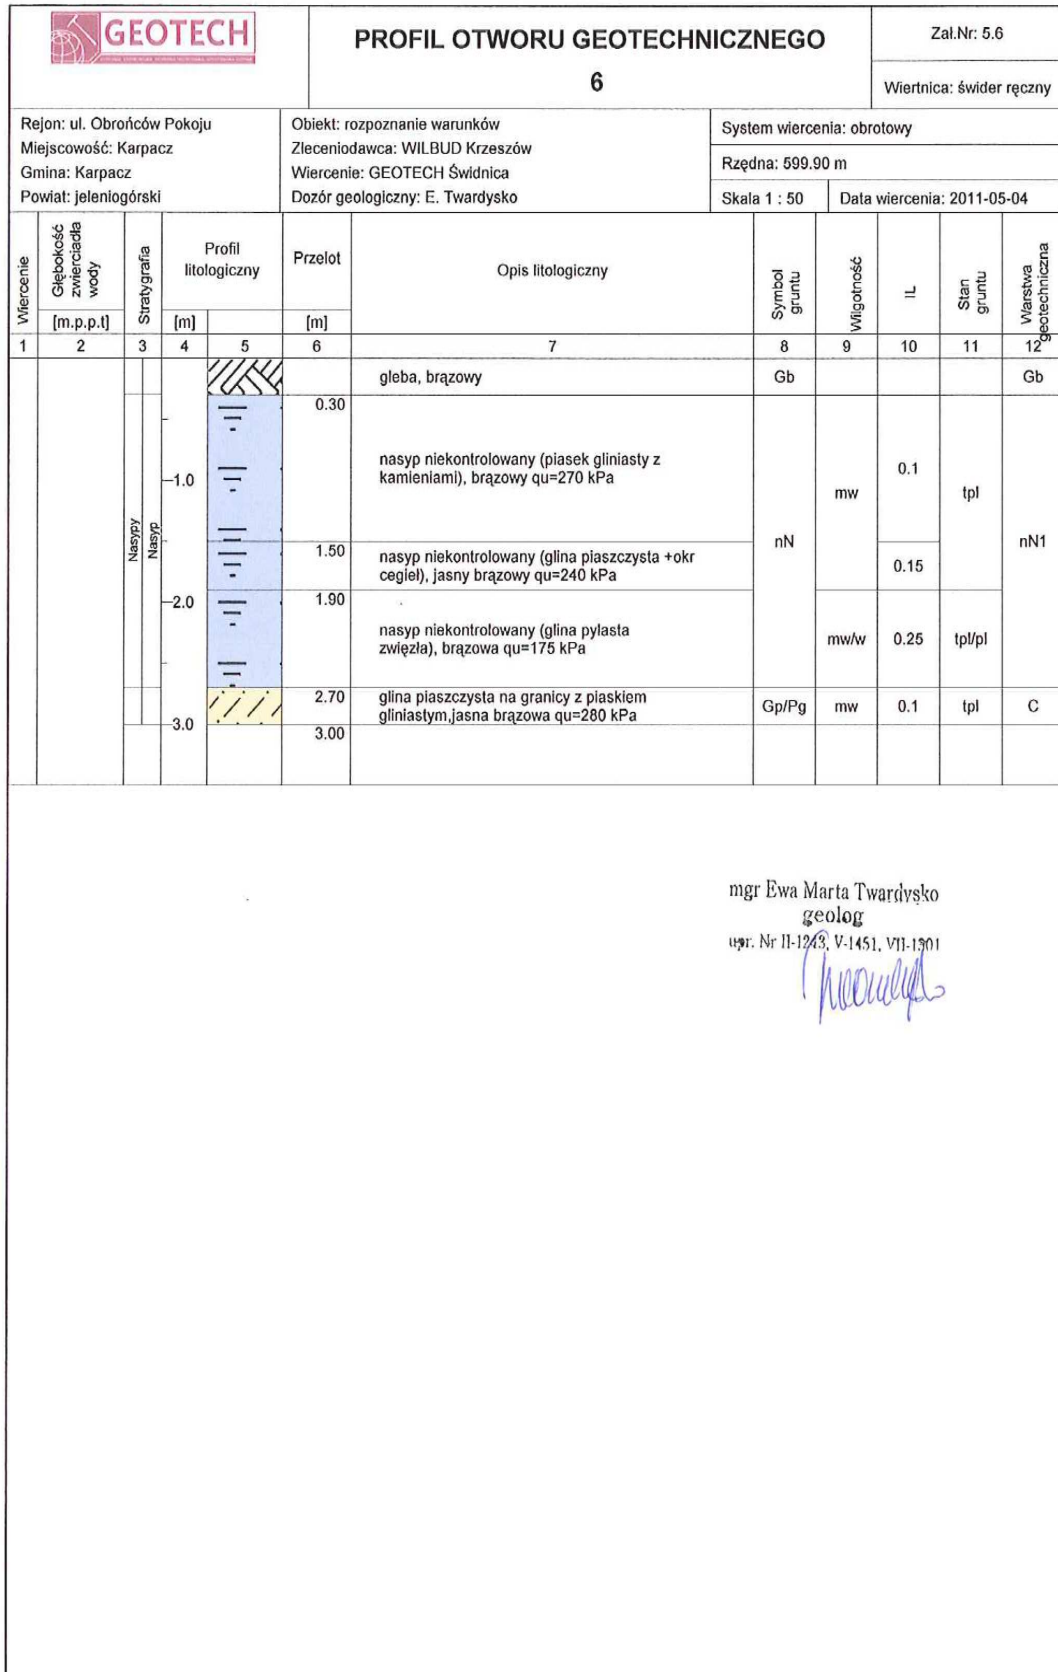 GEOTECH
PROFIL OTWORU GEOTECHNICZNEGO
6
Zał.Nr: 5.6
Wiertnica: świder ręczny
Rejon: ul. Obrońców Pokoju
Miejscowość: Karpacz
Gmina: Karpacz
Powiat: jeleniogórski
Obiekt: rozpoznanie warunków
Zleceniodawca: WILBUD Krzeszów
Wiercenie: GEOTECH Świdnica
Dozór geologiczny: E. Twardysko
System wiercenia: obrotowy
Rzędna: 599.90 m
Skala 1 : 50
Data wiercenia: 2011-05-04
Wiercenie
Głębokość
zwierciadła
wody
[m.p.p.t]
Stratygrafia
Profil
litologiczny
[m]
Przelot
[m]
Opis litologiczny
Symbol
gruntu
Wilgotność
IL
Stan
gruntu
Warstwa
geotechniczna
1 2 3 4 5 6 7 8 9 10 11 12
gleba, brązowy Gb Gb
0.30
nasyp niekontrolowany (piasek gliniasty z
kamieniami), brązowy qu=270 kPa
0.1
-1.0
mw
tpl
Nasypy
Nasyp
nN
nN1
1.50
nasyp niekontrolowany (glina piaszczysta +okr
cegieł), jasny brązowy qu=240 kPa
0.15
1.90
-2.0
nasyp niekontrolowany (glina pylasta
zwięzła), brązowa qu=175 kPa
mw/w 0.25 tpl/pl
2.70
glina piaszczysta na granicy z piaskiem
gliniastym,jasna brązowa qu=280 kPa
Gp/Pg mw 0.1 tpl C
-3.0
3.00
mgr Ewa Marta Twardysko
geolog
upr. Nr II-1243, V-1451, VII-1301